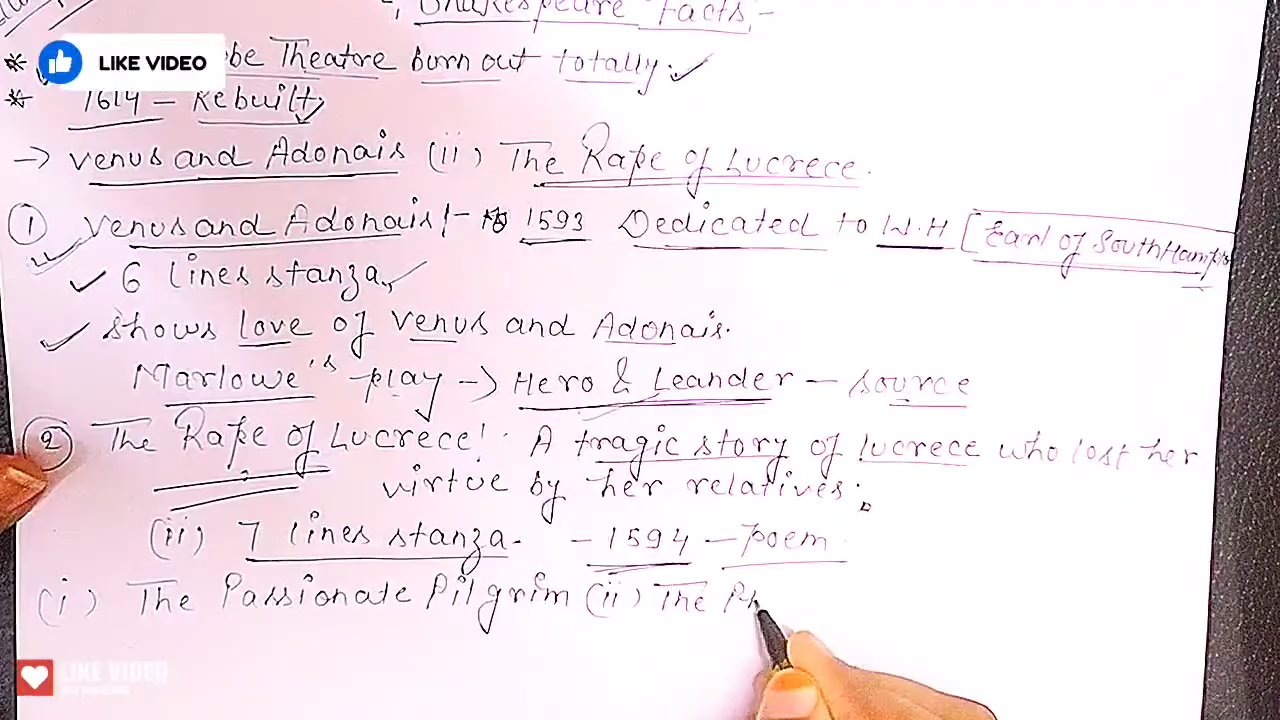 Shakespeare Facts,-
LIKE VIDEO
* Theatre burn out totally ✓
* 1614 - Rebuilt
→ Venus and Adonais (ii) The Rape of Lucrece.
① Venus and Adonais!- 1593 Dedicated to W.H [Earl of SouthHampt
✓ 6 lines stanza
✓ shows love of Venus and Adonais.
Marlowe's play → Hero & Leander - source
② The Rape of Lucrece!. A tragic story of lucrece who lost her
virtue by her relatives.
(ii) 7 lines stanza. - 1594 - poem
(i) The Passionate Pilgrim (ii) The Ph
LIKE VIDEO